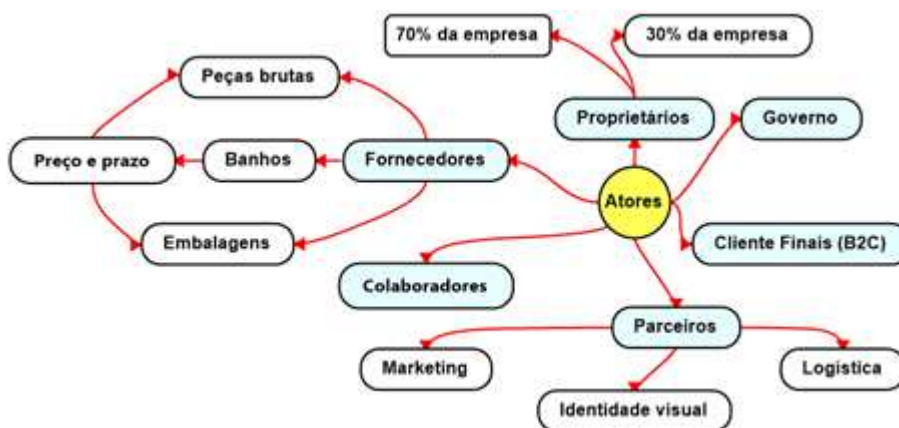 70% da empresa
30% da empresa
Peças brutas
Proprietários
Governo
Preço e prazo
Banhos
Fornecedores
Atores
Embalagens
Cliente Finais (B2C)
Colaboradores
Parceiros
Marketing
Logística
Identidade visual